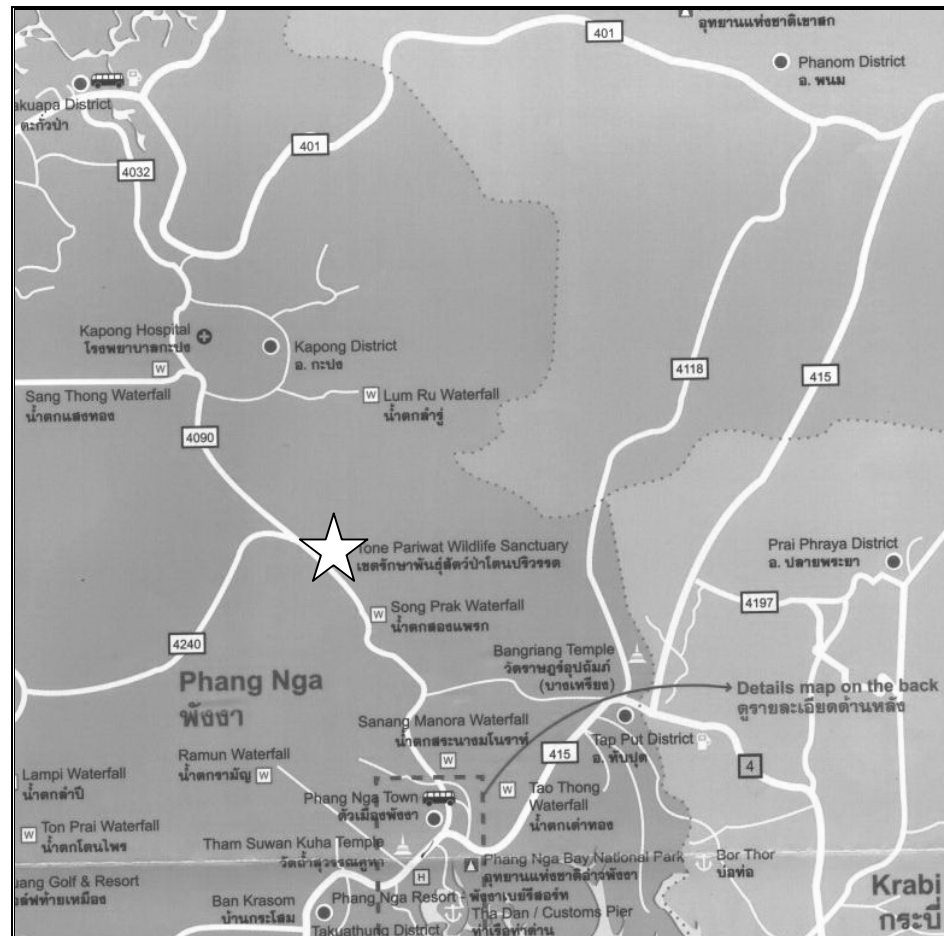 อุทยานแห่งชาติเขาสก
401
Phanom District
อ. พนม
akuapa District
ตะกั่วป่า
401
4032
Kapong Hospital
โรงพยาบาลกะปง
Kapong District
อ. กะปง
W
Sang Thong Waterfall
น้ำตกแสงทอง
W Lum Ru Waterfall
น้ำตกลำรู่
4118
415
4090
Tone Pariwat Wildlife Sanctuary
เขตรักษาพันธุ์สัตว์ป่าโตนปริวรรต
Prai Phraya District
อ. ปลายพระยา
W Song Prak Waterfall
น้ำตกสองแพรก
4197
4240
Bangriang Temple
วัดราษฎร์อุปถัมภ์
(บางเหรียง)
Phang Nga
พังงา
Details map on the back
ดูรายละเอียดด้านหลัง
Sanang Manora Waterfall
น้ำตกสระนางมโนราห์
W
Tap Put District
อ. ทับปุด
415
4
Ramun Waterfall
น้ำตกรามัญ W
Lampi Waterfall
น้ำตกลำปี
Phang Nga Town
ตัวเมืองพังงา
W Tao Thong
Waterfall
น้ำตกเต่าทอง
W Ton Prai Waterfall
น้ำตกโตนไพร
Tham Suwan Kuha Temple
วัดถ้ำสุวรรณคูหา
Phang Nga Bay National Park
อุทยานแห่งชาติอ่าวพังงา
Bor Thor
บ่อท่อ
uang Golf & Resort
อล์ฟท้ายเหมือง
H
Phang Nga Resort - พังงาเบย์รีสอร์ท
Ban Krasom
บ้านกระโสม
Krabi
กระบี่
Tha Dan / Customs Pier
ท่าเรือท่าด่าน
Takuathung District